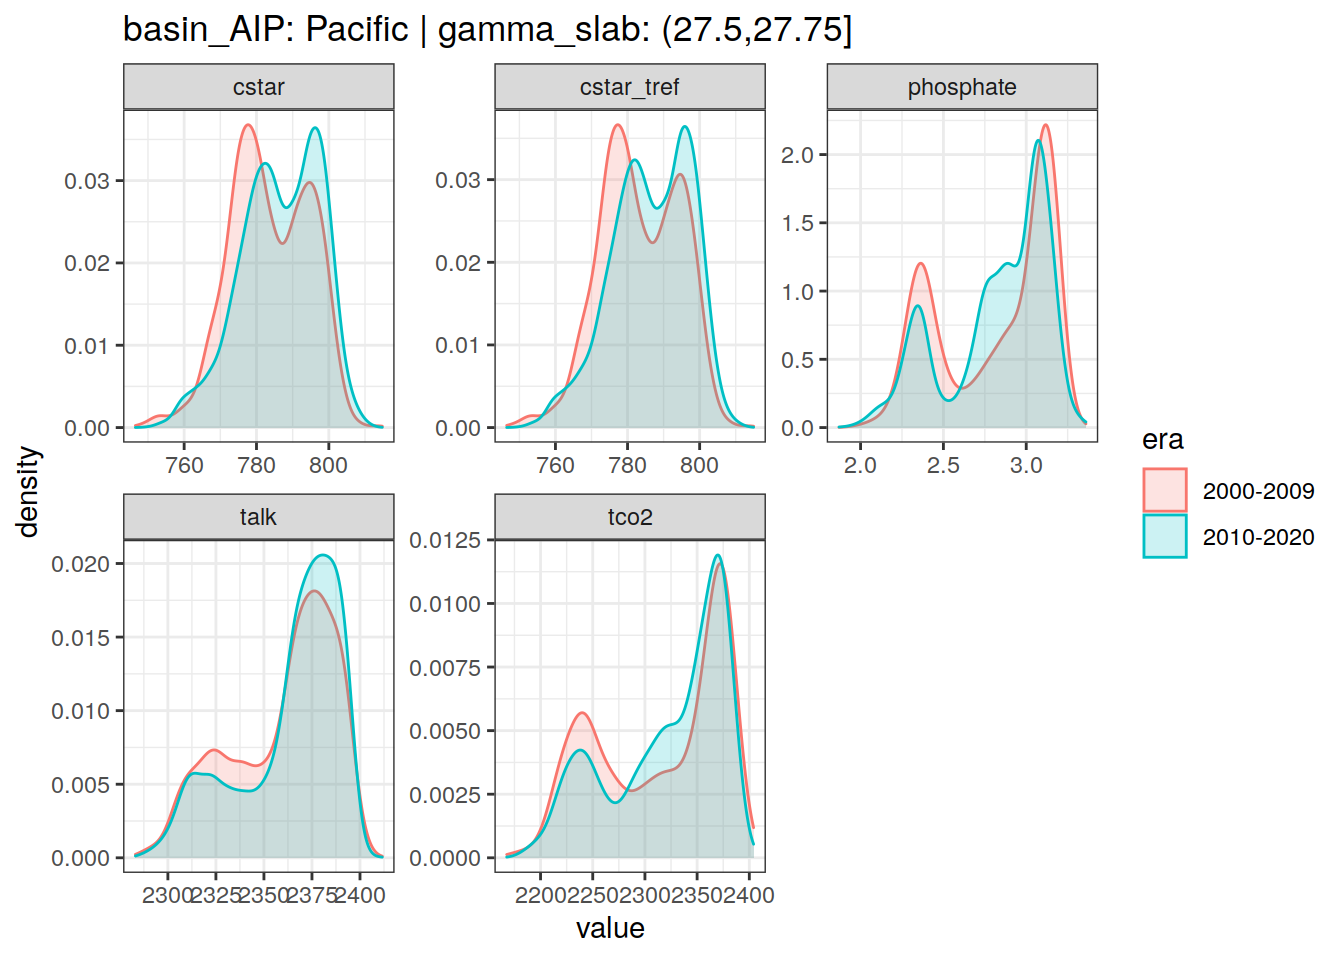 basin_AIP: Pacific | gamma_slab: (27.5,27.75]
cstar
cstar_tref
phosphate
0.03
0.02
0.01
0.00
760 780 800
0.03
0.02
0.01
0.00
760 780 800
2.0
1.5
1.0
0.5
0.0
2.0 2.5 3.0
talk
tco2
0.020
0.015
0.010
0.005
0.000
2300 2325 2350 2375 2400
0.0125
0.0100
0.0075
0.0050
0.0025
0.0000
2200 2250 2300 2350 2400
density
value
era
2000-2009
2010-2020